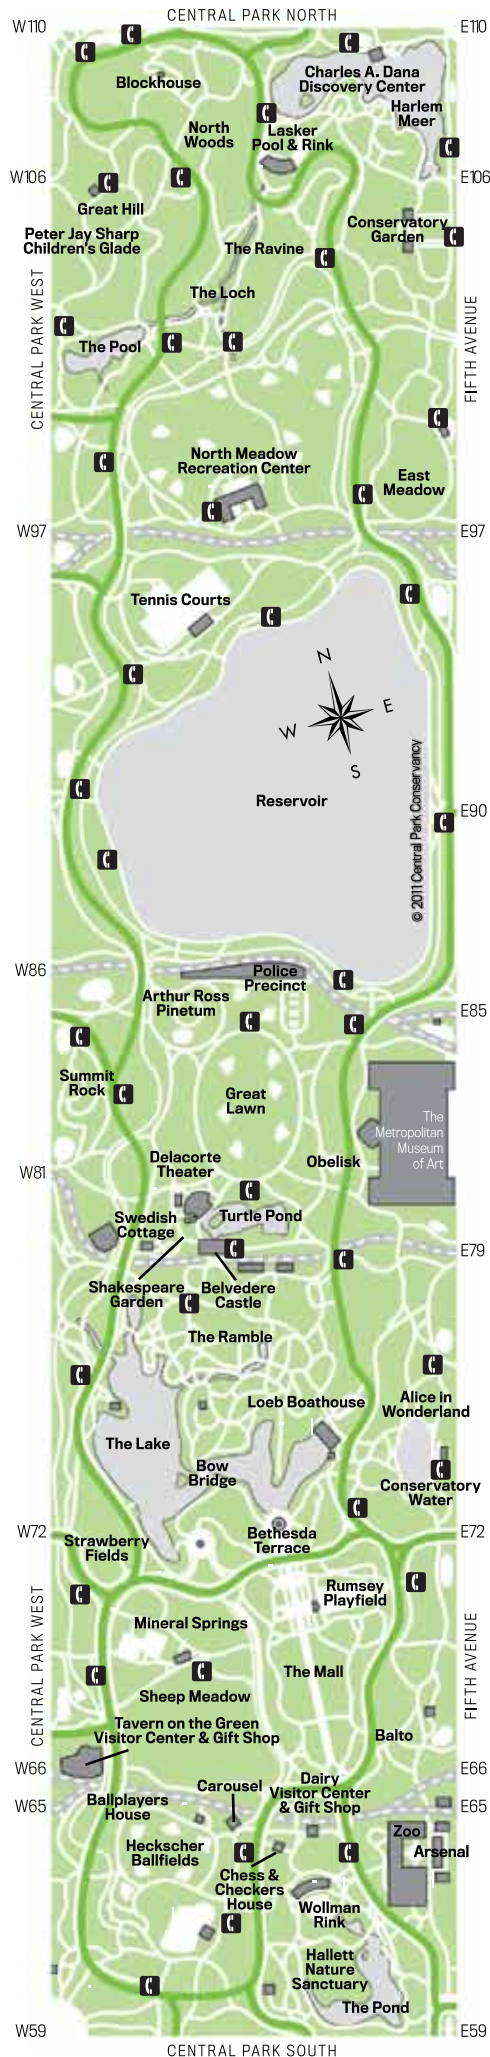 CENTRAL PARK NORTH
W110
E110
Blockhouse
Charles A. Dana
Discovery Center
Harlem
Meer
North
Woods
Lasker
Pool & Rink
W106
E106
Great Hill
Peter Jay Sharp
Children's Glade
Conservatory
Garden
The Ravine
The Loch
CENTRAL PARK WEST
FIFTH AVENUE
The Pool
North Meadow
Recreation Center
East
Meadow
W97
E97
Tennis Courts
N
E
W
S
Reservoir
© 2011 Central Park Conservancy
E90
W86
Police
Precinct
Arthur Ross
Pinetum
E85
Summit
Rock
Great
Lawn
The
Metropolitan
Museum
of Art
Delacorte
Theater
Obelisk
W81
Swedish
Cottage
Turtle Pond
E79
Shakespeare
Garden
Belvedere
Castle
The Ramble
Loeb Boathouse
Alice in
Wonderland
The Lake
Bow
Bridge
Conservatory
Water
W72
E72
Strawberry
Fields
Bethesda
Terrace
Rumsey
Playfield
Mineral Springs
CENTRAL PARK WEST
FIFTH AVENUE
The Mall
Sheep Meadow
Tavern on the Green
Visitor Center & Gift Shop
Balto
W66
E66
Dairy
Visitor Center
& Gift Shop
Carousel
W65
E65
Ballplayers
House
Zoo
Arsenal
Heckscher
Ballfields
Chess &
Checkers
House
Wollman
Rink
Hallett
Nature
Sanctuary
The Pond
W59
E59
CENTRAL PARK SOUTH